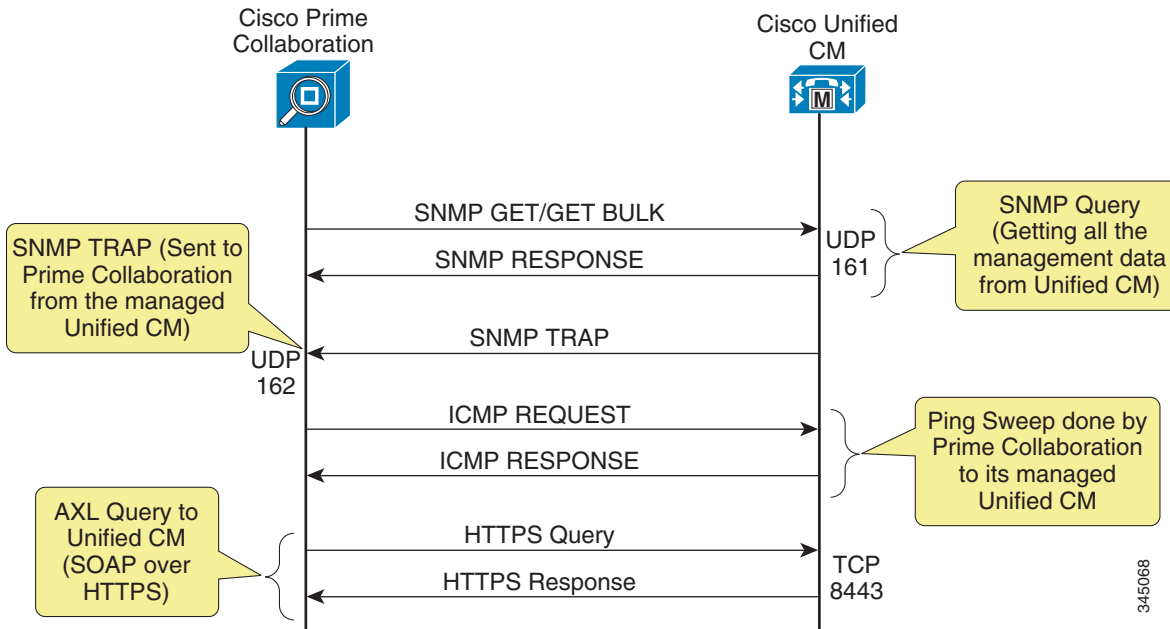 Cisco Prime
Collaboration
Cisco Unified
CM
M
SNMP GET/GET BULK
SNMP RESPONSE
UDP
161
SNMP Query
(Getting all the
management data
from Unified CM)
SNMP TRAP (Sent to
Prime Collaboration
from the managed
Unified CM)
SNMP TRAP
UDP
162
ICMP REQUEST
ICMP RESPONSE
Ping Sweep done by
Prime Collaboration
to its managed
Unified CM
AXL Query to
Unified CM
(SOAP over
HTTPS)
HTTPS Query
HTTPS Response
TCP
8443
345068